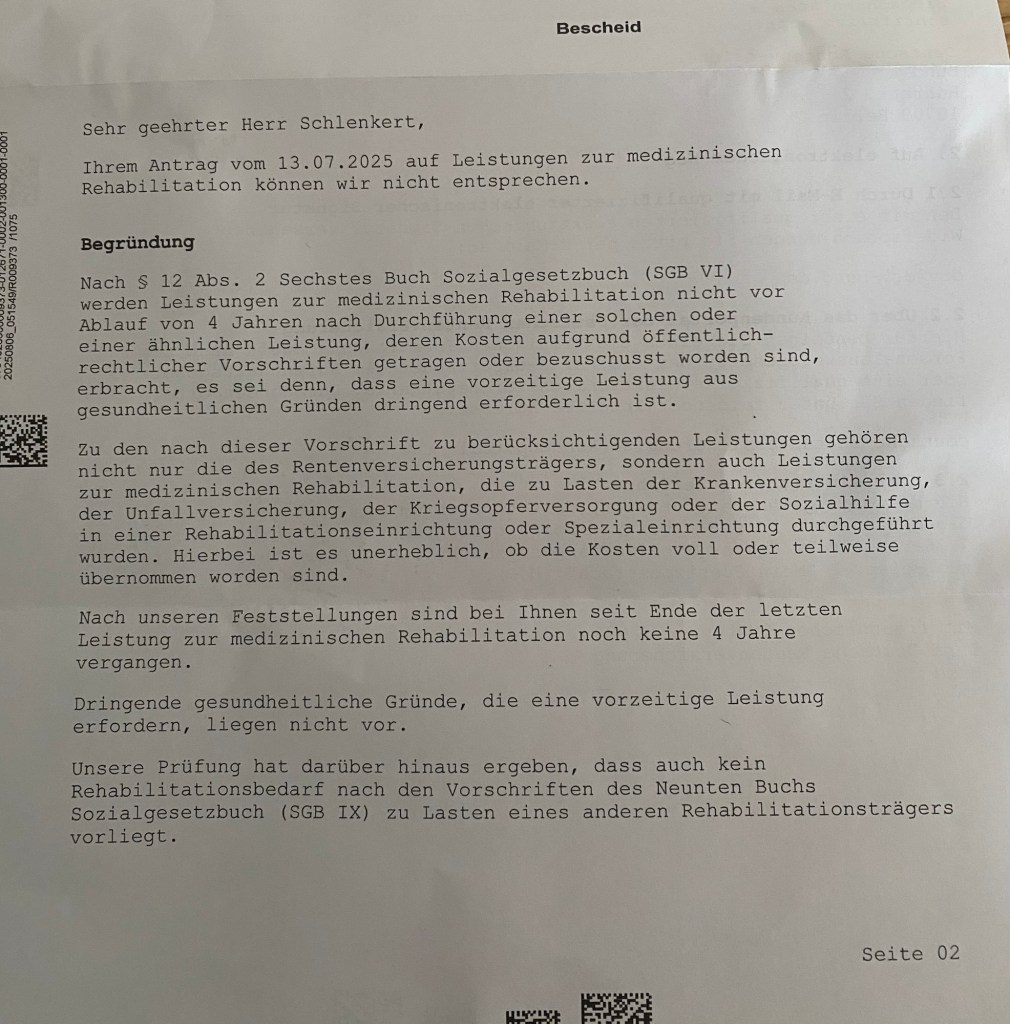 Bescheid
Sehr geehrter Herr Schlenkert,
Ihrem Antrag vom 13.07.2025 auf Leistungen zur medizinischen
Rehabilitation können wir nicht entsprechen.
Begründung
Nach § 12 Abs. 2 Sechstes Buch Sozialgesetzbuch (SGB VI)
werden Leistungen zur medizinischen Rehabilitation nicht vor
Ablauf von 4 Jahren nach Durchführung einer solchen oder
einer ähnlichen Leistung, deren Kosten aufgrund öffentlich-
rechtlicher Vorschriften getragen oder bezuschusst worden sind,
erbracht, es sei denn, dass eine vorzeitige Leistung aus
gesundheitlichen Gründen dringend erforderlich ist.
Zu den nach dieser Vorschrift zu berücksichtigenden Leistungen gehören
nicht nur die des Rentenversicherungsträgers, sondern auch Leistungen
zur medizinischen Rehabilitation, die zu Lasten der Krankenversicherung,
der Unfallversicherung, der Kriegsopferversorgung oder der Sozialhilfe
in einer Rehabilitationseinrichtung oder Spezialeinrichtung durchgeführt
wurden. Hierbei ist es unerheblich, ob die Kosten voll oder teilweise
übernommen worden sind.
Nach unseren Feststellungen sind bei Ihnen seit Ende der letzten
Leistung zur medizinischen Rehabilitation noch keine 4 Jahre
vergangen.
Dringende gesundheitliche Gründe, die eine vorzeitige Leistung
erfordern, liegen nicht vor.
Unsere Prüfung hat darüber hinaus ergeben, dass auch kein
Rehabilitationsbedarf nach den Vorschriften des Neunten Buchs
Sozialgesetzbuch (SGB IX) zu Lasten eines anderen Rehabilitationsträgers
vorliegt.
Seite 02
20250806_051549/R009373 /1075